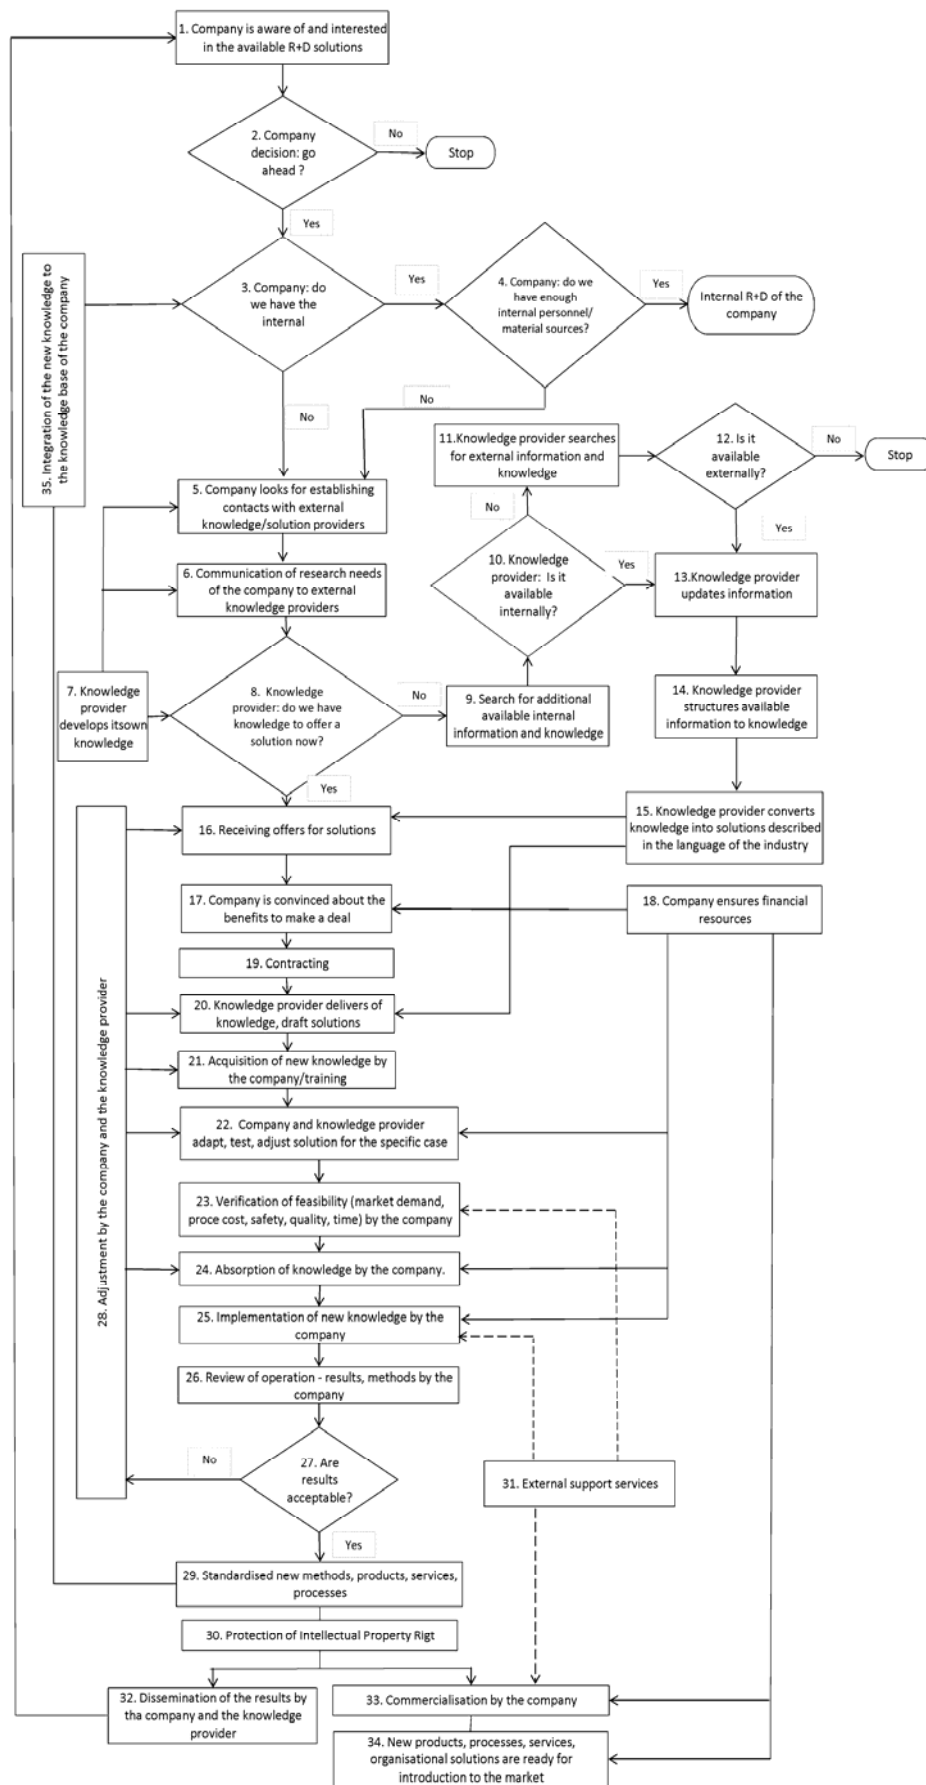 1. Company is aware of and interested
in the available R+D solutions
2. Company
decision: go
ahead ?
No
Stop
Yes
3. Company: do
we have the
internal
Yes
4. Company: do we
have enough
internal personnel/
material sources?
Yes
Internal R+D of the
company
35. Integration of the new knowledge to
the knowledge base of the company
No
No
11.Knowledge provider searches
for external information and
knowledge
12. Is it
available
externally?
No
Stop
5. Company looks for establishing
contacts with external
knowledge/solution providers
No
Yes
10. Knowledge
provider: Is it
available
internally?
Yes
13.Knowledge provider
updates information
6. Communication of research needs
of the company to external
knowledge providers
7. Knowledge
provider
develops itsown
knowledge
8. Knowledge
provider: do we have
knowledge to offer a
solution now?
No
9. Search for additional
available internal
information and knowledge
14. Knowledge provider
structures available
information to knowledge
Yes
16. Receiving offers for solutions
15. Knowledge provider converts
knowledge into solutions described
in the language of the industry
17. Company is convinced about the
benefits to make a deal
18. Company ensures financial
resources
19. Contracting
20. Knowledge provider delivers of
knowledge, draft solutions
21. Acquisition of new knowledge by
the company/training
28. Adjustment by the company and the knowledge provider
22. Company and knowledge provider
adapt, test, adjust solution for the specific case
23. Verification of feasibility (market demand,
proce cost, safety, quality, time) by the company
24. Absorption of knowledge by the company.
25. Implementation of new knowledge by the
company
26. Review of operation - results, methods by the
company
No
27. Are
results
acceptable?
31. External support services
Yes
29. Standardised new methods, products, services,
processes
30. Protection of Intellectual Property Rigt
32. Dissemination of the results by
tha company and the knowledge
provider
33. Commercialisation by the company
34. New products, processes, services,
organisational solutions are ready for
introduction to the market